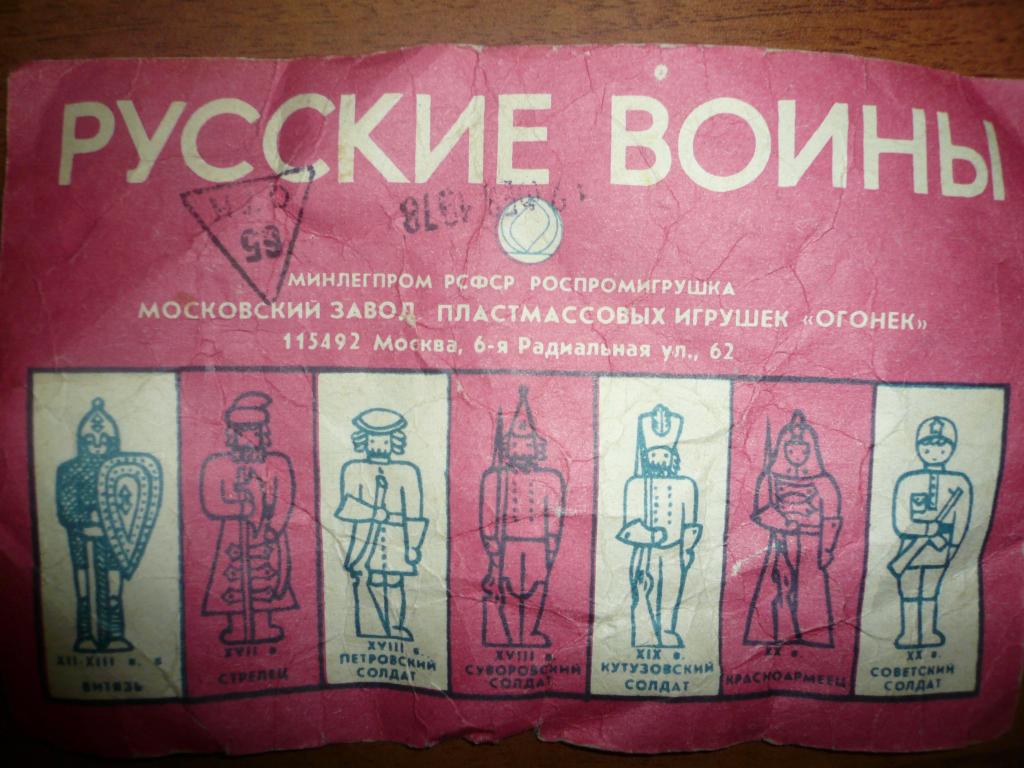 РУССКИЕ ВОИНЫ
65
1978
МИНЛЕГПРОМ РСФСР РОСПРОМИГРУШКА
МОСКОВСКИЙ ЗАВОД ПЛАСТМАССОВЫХ ИГРУШЕК «ОГОНЕК»
115492 Москва, 6-я Радиальная ул., 62
XII-XIII в. в
ВИТЯЗЬ
XVII в.
СТРЕЛЕЦ
XVIII в.
ПЕТРОВСКИЙ
СОЛДАТ
XVIII в.
СУВОРОВСКИЙ
СОЛДАТ
XIX в.
КУТУЗОВСКИЙ
СОЛДАТ
XX в.
КРАСНОАРМЕЕЦ
XX в.
СОВЕТСКИЙ
СОЛДАТ